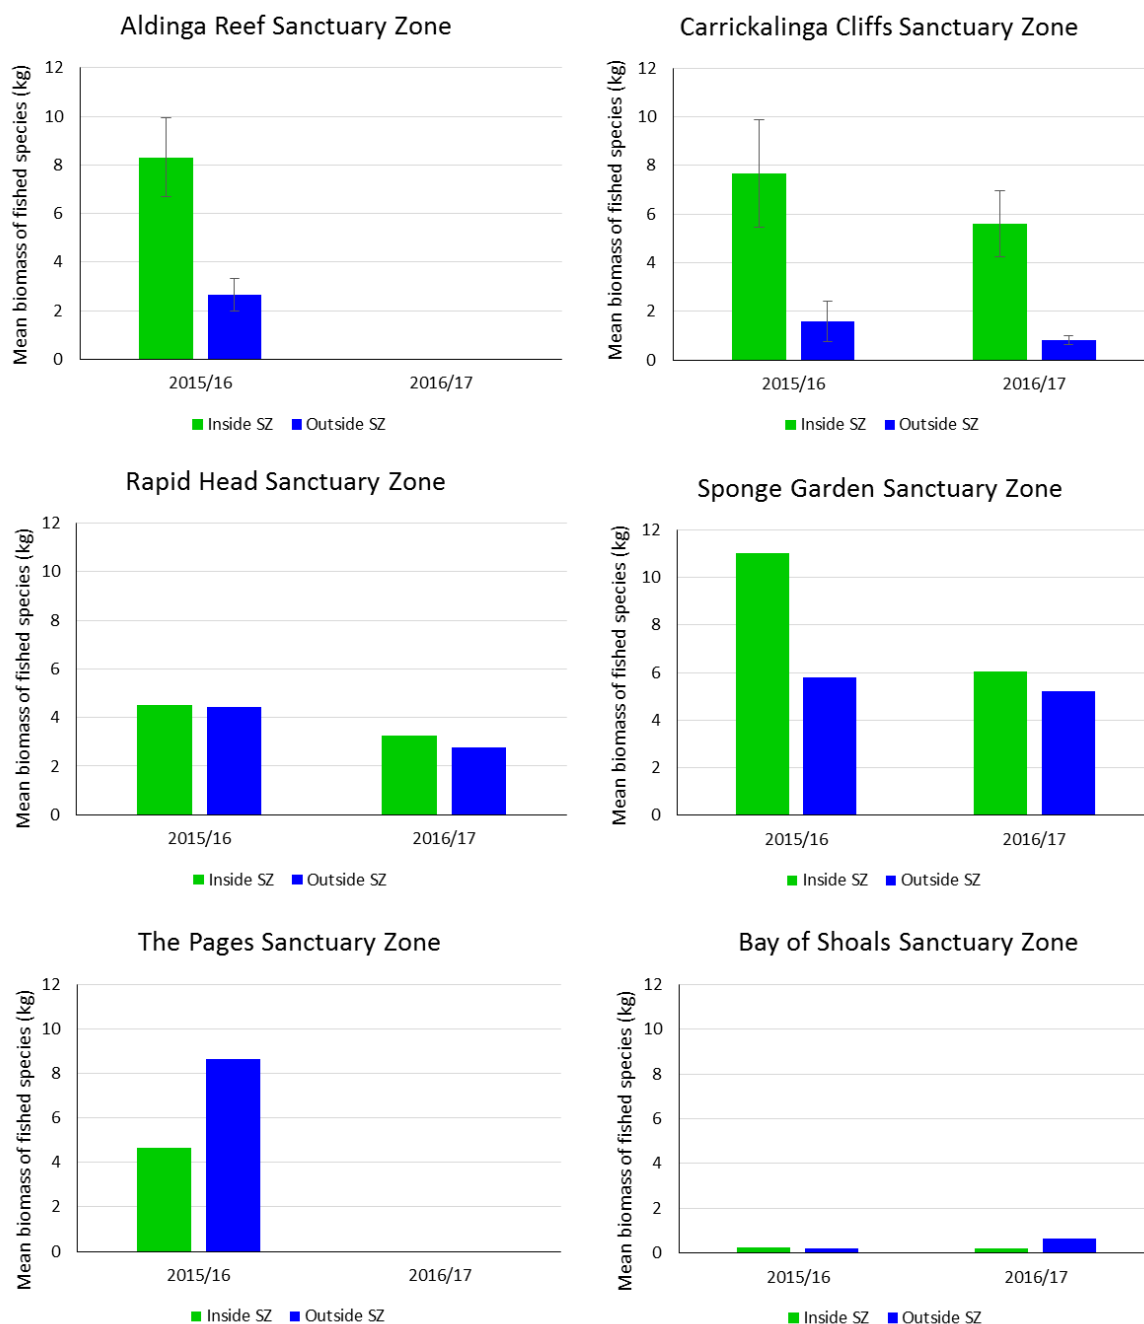 Aldinga Reef Sanctuary Zone
Mean biomass of fished species (kg)
12
10
8
6
4
2
0
2015/16 2016/17
Inside SZ Outside SZ
Carrickalinga Cliffs Sanctuary Zone
Mean biomass of fished species (kg)
12
10
8
6
4
2
0
2015/16 2016/17
Inside SZ Outside SZ
Rapid Head Sanctuary Zone
Mean biomass of fished species (kg)
12
10
8
6
4
2
0
2015/16 2016/17
Inside SZ Outside SZ
Sponge Garden Sanctuary Zone
Mean biomass of fished species (kg)
12
10
8
6
4
2
0
2015/16 2016/17
Inside SZ Outside SZ
The Pages Sanctuary Zone
Mean biomass of fished species (kg)
12
10
8
6
4
2
0
2015/16 2016/17
Inside SZ Outside SZ
Bay of Shoals Sanctuary Zone
Mean biomass of fished species (kg)
12
10
8
6
4
2
0
2015/16 2016/17
Inside SZ Outside SZ